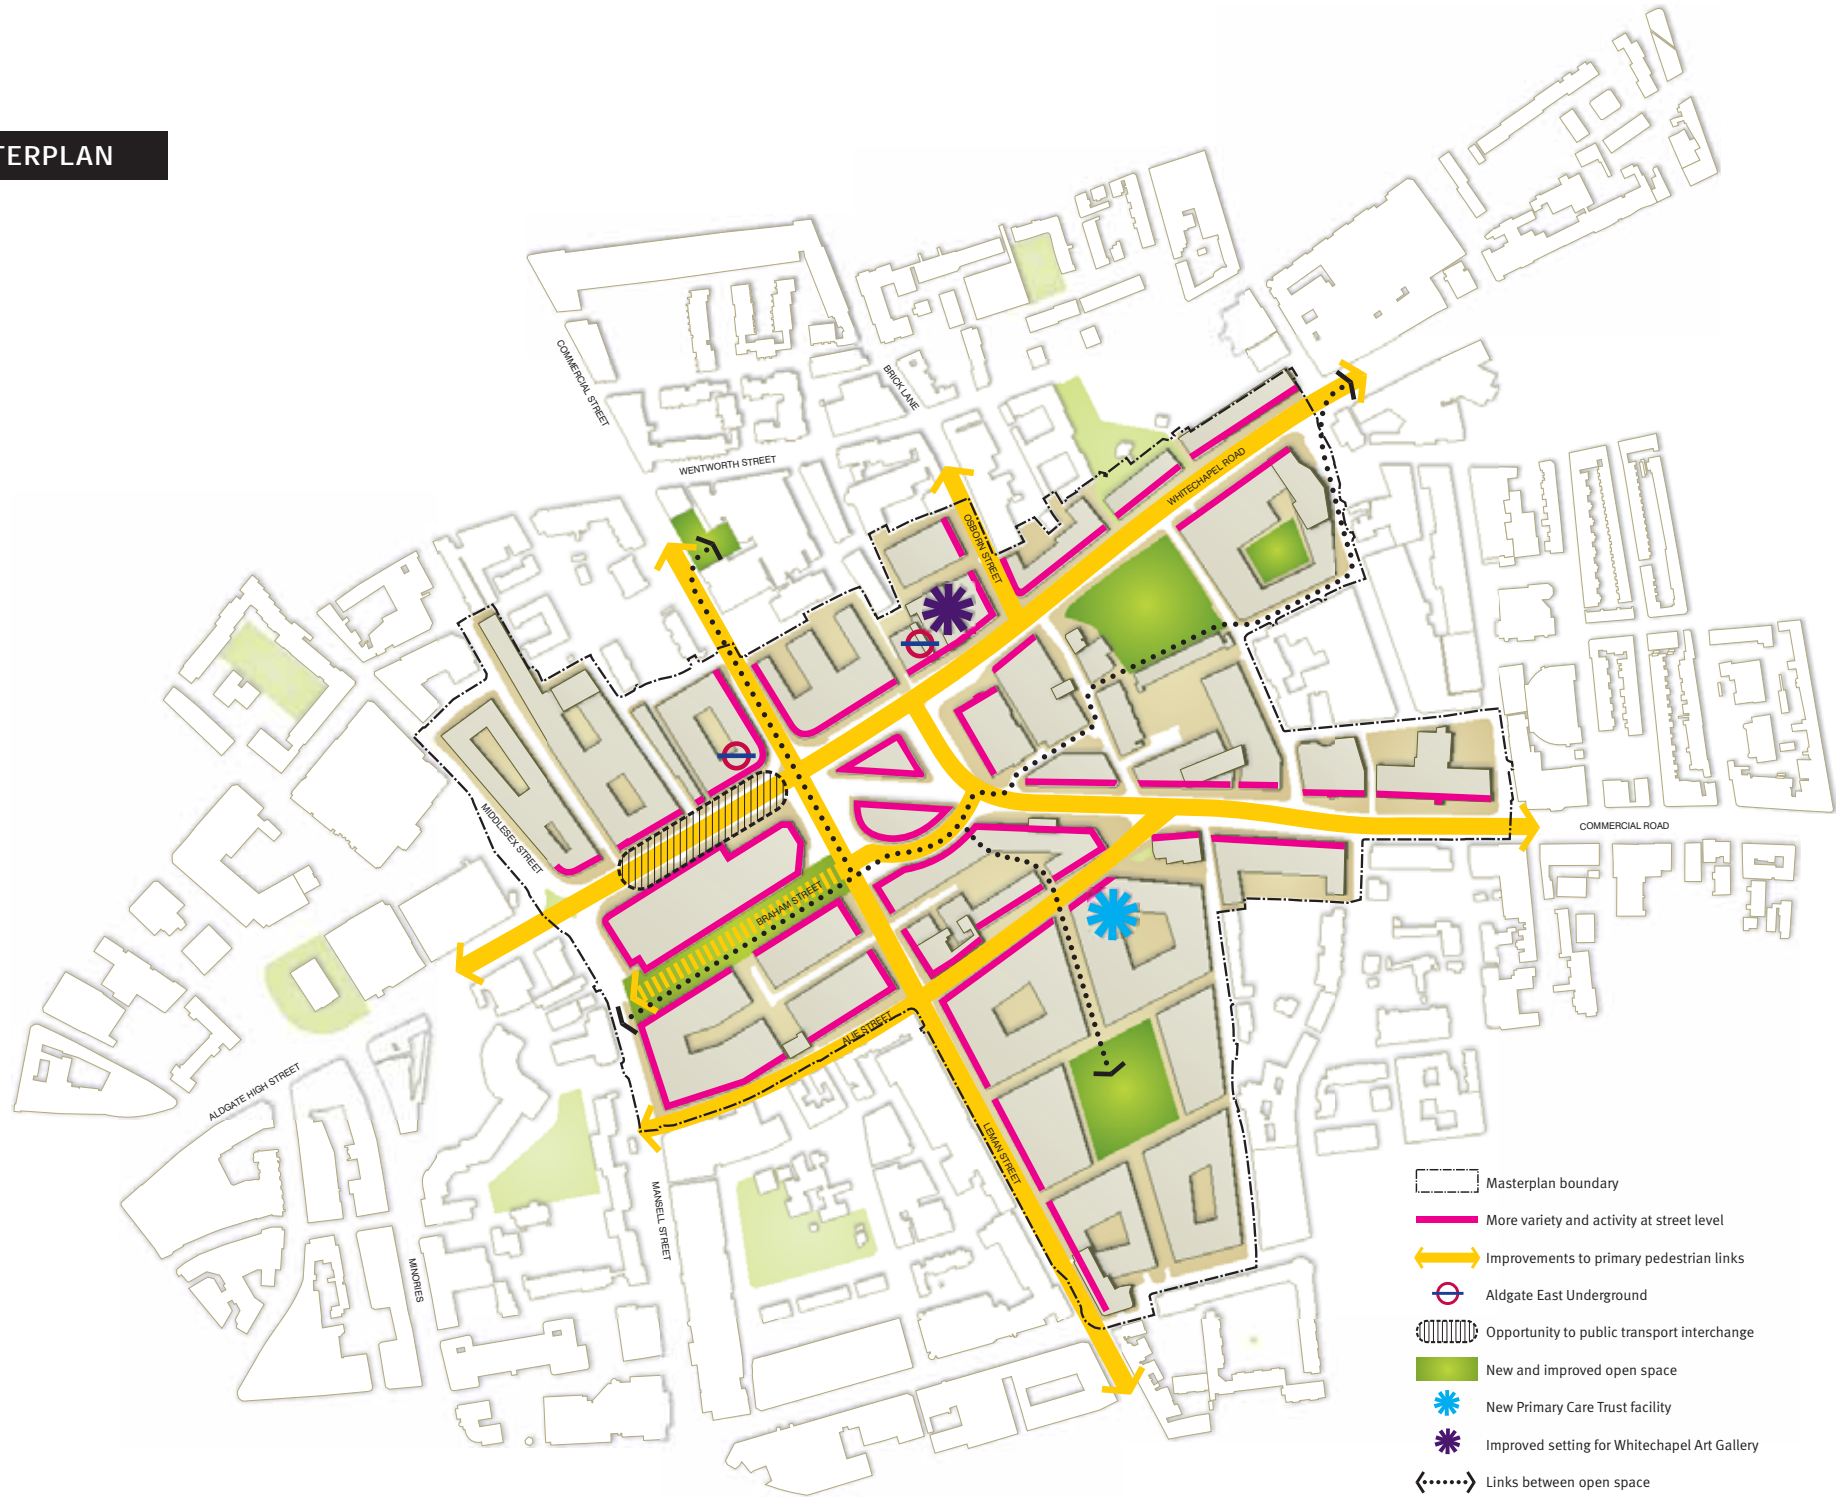 TERPLAN
COMMERCIAL STREET
BRICK LANE
WENTWORTH STREET
WHITECHAPEL ROAD
OSBORN STREET
MIDDLESEX STREET
COMMERCIAL ROAD
BRAHAM STREET
ALIE STREET
ALDGATE HIGH STREET
LEMAN STREET
MANSELL STREET
MINORIES
Masterplan boundary
More variety and activity at street level
Improvements to primary pedestrian links
Aldgate East Underground
Opportunity to public transport interchange
New and improved open space
New Primary Care Trust facility
Improved setting for Whitechapel Art Gallery
Links between open space